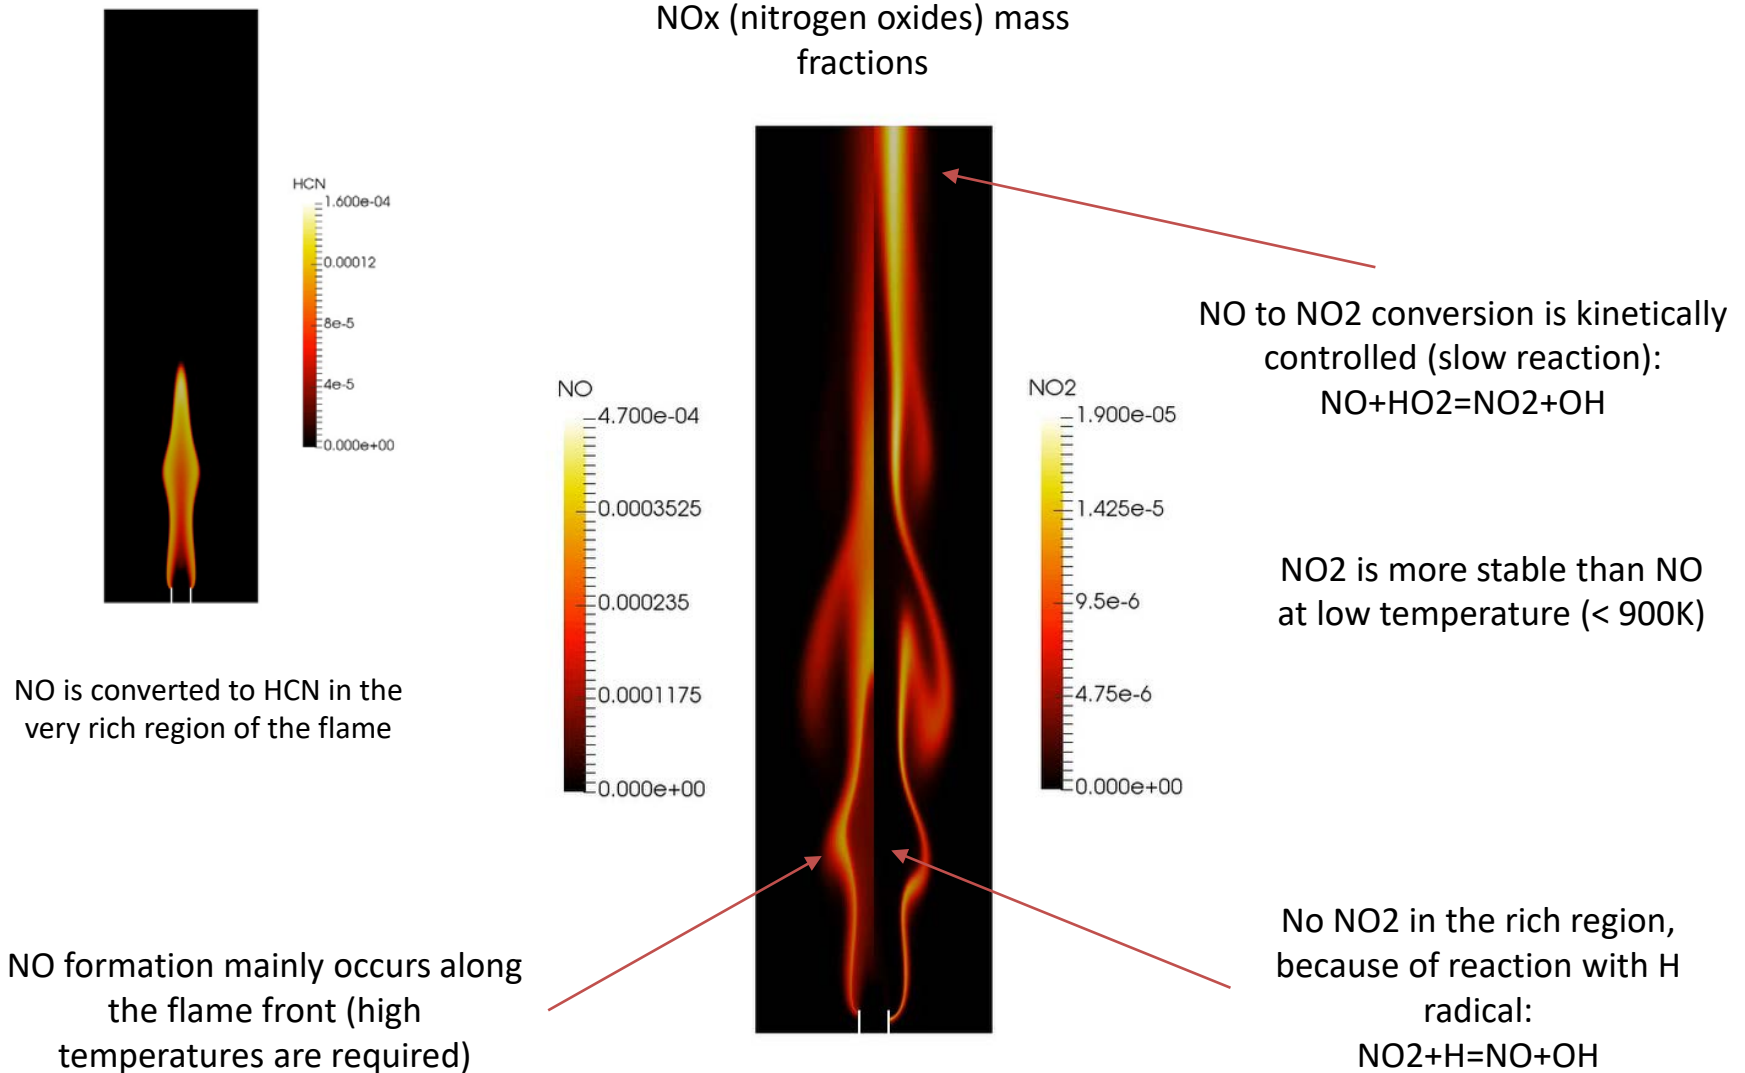 NOx (nitrogen oxides) mass
fractions
HCN
1.600e-04
0.00012
8e-5
4e-5
0.000e+00
NO is converted to HCN in the
very rich region of the flame
NO
4.700e-04
0.0003525
0.000235
0.0001175
0.000e+00
NO2
1.900e-05
1.425e-5
9.5e-6
4.75e-6
0.000e+00
NO to NO2 conversion is kinetically
controlled (slow reaction):
NO+HO2=NO2+OH
NO2 is more stable than NO
at low temperature (< 900K)
NO formation mainly occurs along
the flame front (high
temperatures are required)
No NO2 in the rich region,
because of reaction with H
radical:
NO2+H=NO+OH